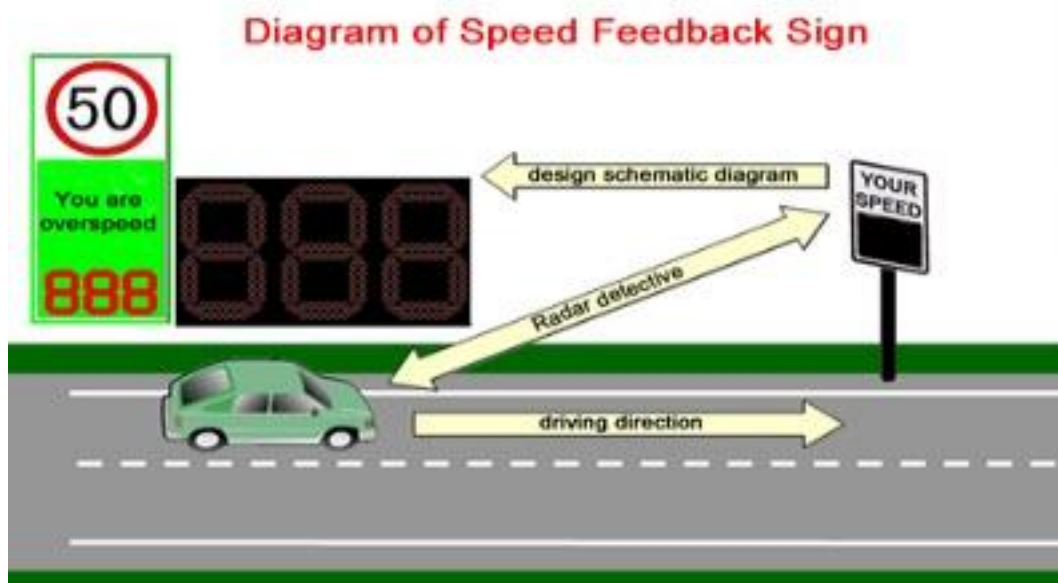 Diagram of Speed Feedback Sign
50
You are
overspeed
888
888
design schematic diagram
YOUR
SPEED
Radar detective
driving direction